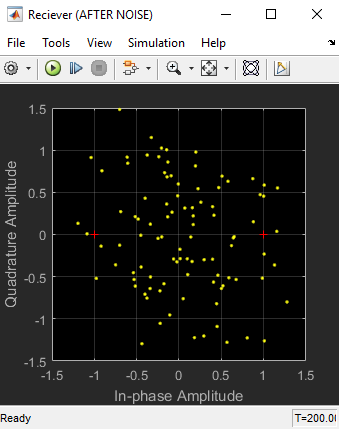 Reciever (AFTER NOISE)
File Tools View Simulation Help
1.5
1
0.5
0
-0.5
-1
-1.5
Quadrature Amplitude
-1.5 -1 -0.5 0 0.5 1 1.5
In-phase Amplitude
Ready T=200.0